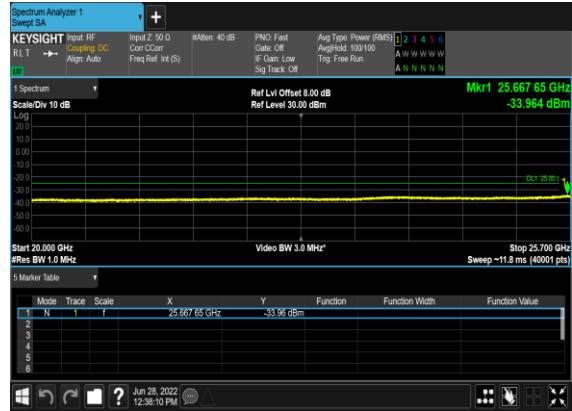 Spectrum Analyzer 1
Swept SA
+
KEYSIGHT Input: RF Input Z: 50 Ω #Atten: 40 dB PNO: Fast Avg Type: Power (RMS) 1 2 3 4 5 6
RLT Coupling: DC Corr CCorr Gate: Off Avg|Hold: 100/100 A W W W W W
Align: Auto Freq Ref: Int (S) IF Gain: Low Trig: Free Run
Sig Track: Off A N N N N N
1 Spectrum Ref Lvl Offset 8.00 dB Mkr1 25.667 65 GHz
Scale/Div 10 dB Ref Level 30.00 dBm -33.964 dBm
Log
20.0
10.0
0.00
-10.0
-20.0
DL1 -25.00
-30.0
-40.0
-50.0
-60.0
Start 20.000 GHz Video BW 3.0 MHz* Stop 25.700 GHz
#Res BW 1.0 MHz Sweep ~11.8 ms (40001 pts)
5 Marker Table
Mode Trace Scale X Y Function Function Width Function Value
1 N 1 f 25.667 65 GHz -33.96 dBm
2
3
4
5
6
? Jun 28, 2022
12:38:10 PM